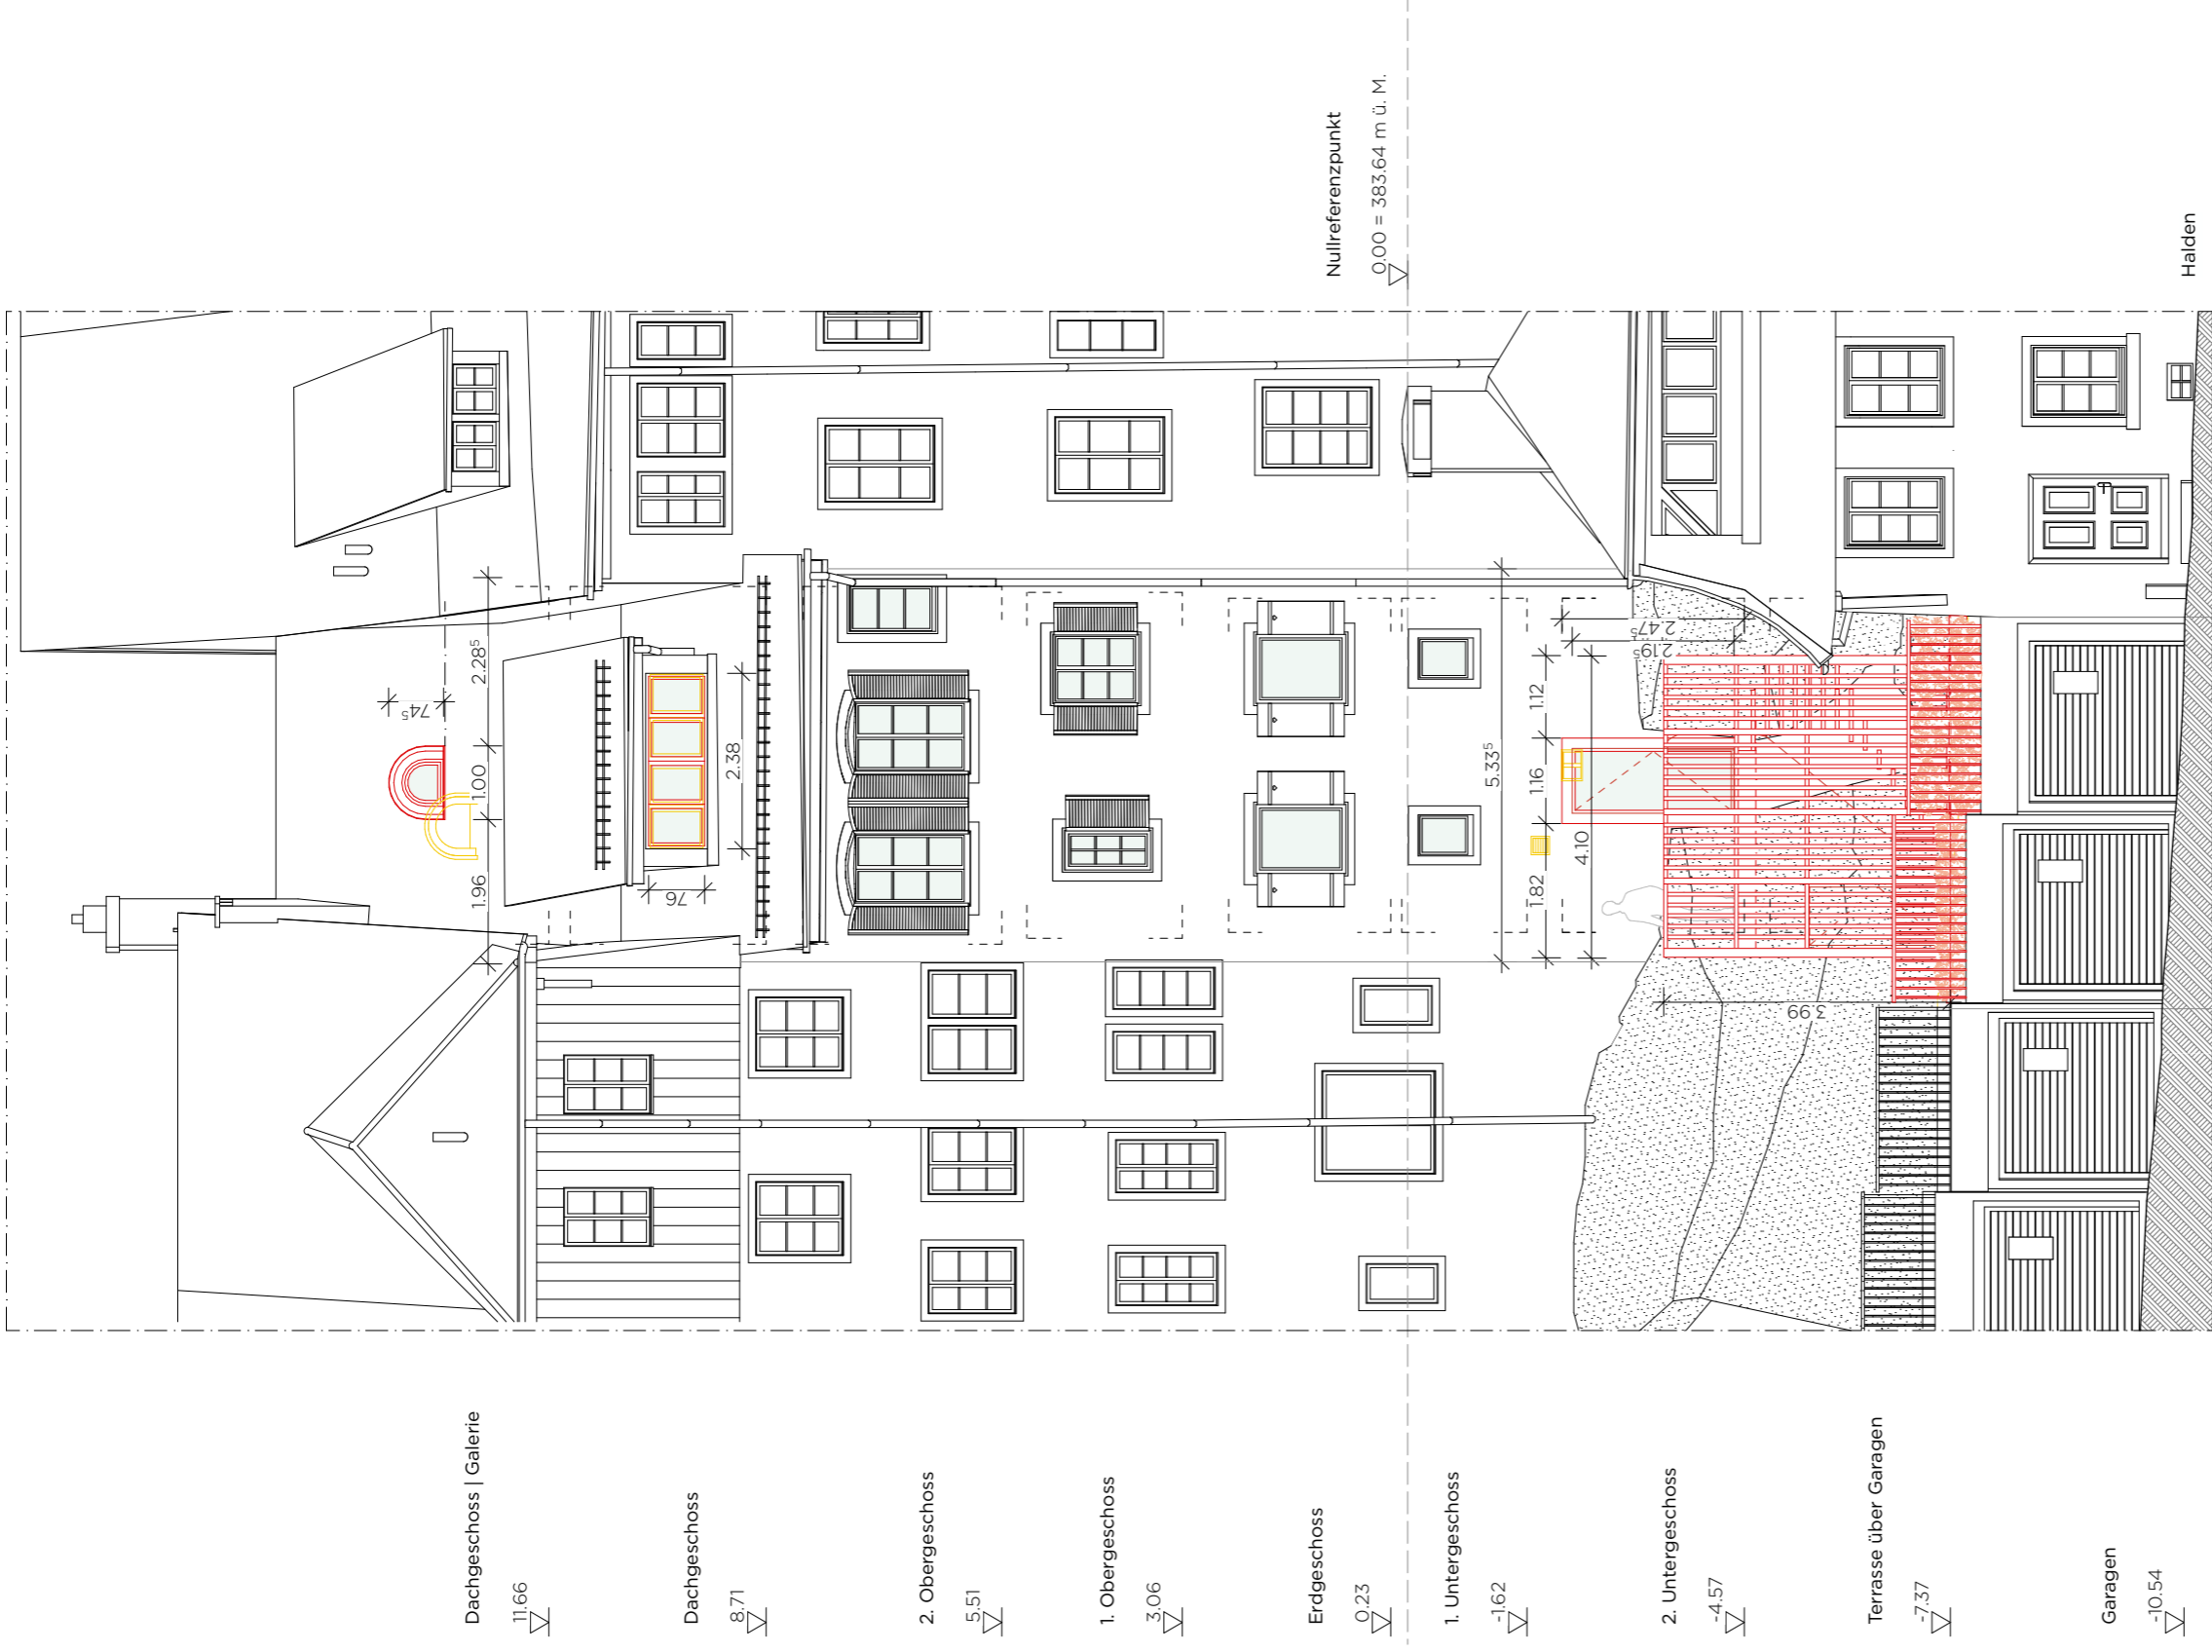 Dachgeschoss | Galerie
11.66
Dachgeschoss
8.71
2. Obergeschoss
5.51
1. Obergeschoss
3.06
Erdgeschoss
0.23
1. Untergeschoss
-1.62
2. Untergeschoss
-4.57
Terrasse über Garagen
-7.37
Garagen
-10.54
1.96
1.00
2.28⁵
74⁵
76
2.38
5.33⁵
1.82
1.16
1.12
4.10
2.19⁵
2.47⁵
3.99
Nullreferenzpunkt
0.00 = 383.64 m ü. M.
Halden